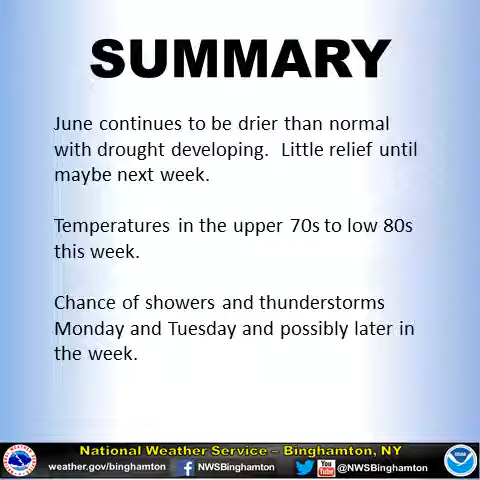 SUMMARY
June continues to be drier than normal
with drought developing.  Little relief until
maybe next week.
Temperatures in the upper 70s to low 80s
this week.
Chance of showers and thunderstorms
Monday and Tuesday and possibly later in
the week.
National Weather Service – Binghamton, NY
weather.gov/binghamton NWSBinghamton You Tube @NWSBinghamton